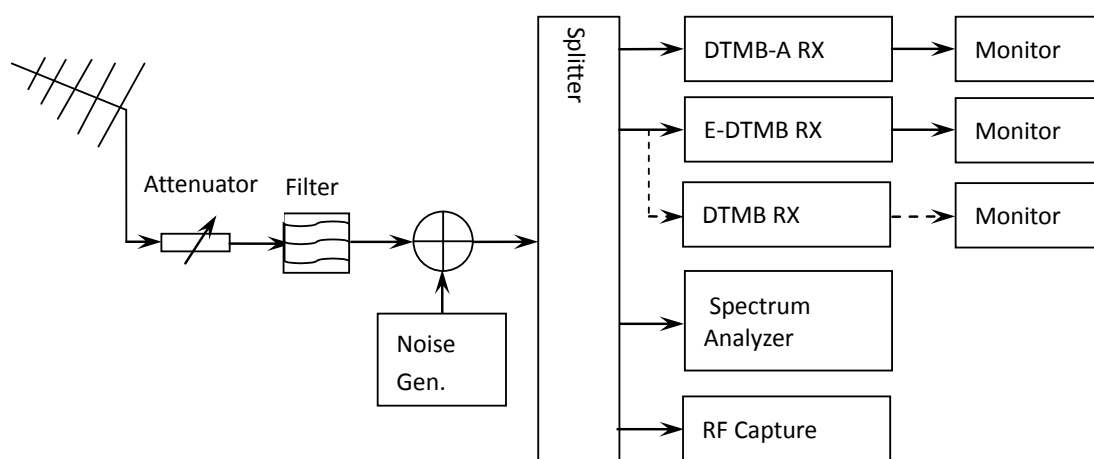 Attenuator
Filter
Noise
Gen.
Splitter
DTMB-A RX
Monitor
E-DTMB RX
Monitor
DTMB RX
Monitor
Spectrum
Analyzer
RF Capture